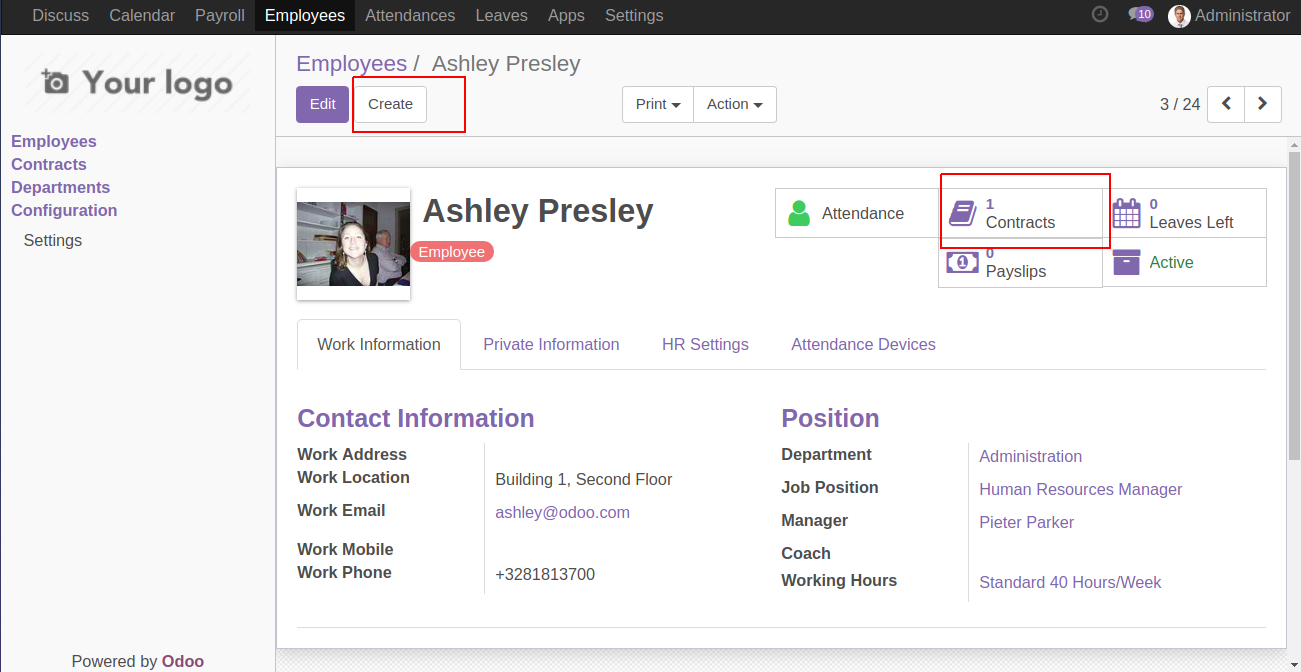 Discuss Calendar Payroll Employees Attendances Leaves Apps Settings 10 Administrator
Your logo
Employees
Contracts
Departments
Configuration
Settings
Powered by Odoo
Employees / Ashley Presley
Edit Create Print Action 3 / 24
Ashley Presley
Employee
Attendance
1
Contracts
0
Leaves Left
1
0
Payslips
Active
Work Information Private Information HR Settings Attendance Devices
Contact Information
Work Address
Work Location Building 1, Second Floor
Work Email ashley@odoo.com
Work Mobile
Work Phone +3281813700
Position
Department Administration
Job Position Human Resources Manager
Manager Pieter Parker
Coach
Working Hours Standard 40 Hours/Week